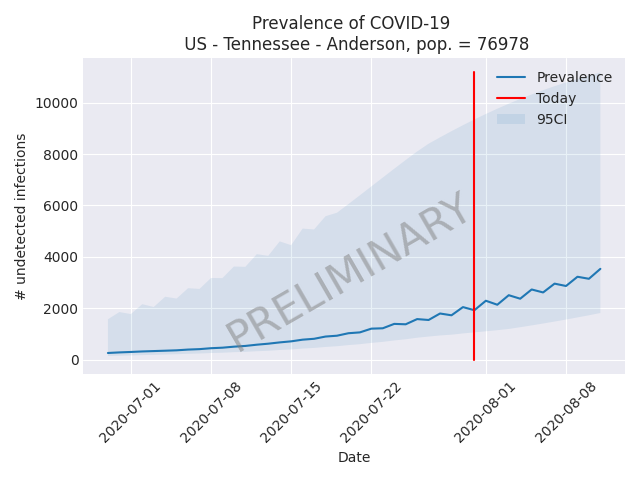 Prevalence of COVID-19
US - Tennessee - Anderson, pop. = 76978
Prevalence
Today
95CI
10000
8000
6000
4000
2000
0
# undetected infections
PRELIMINARY
2020-07-01
2020-07-08
2020-07-15
2020-07-22
2020-08-01
2020-08-08
Date